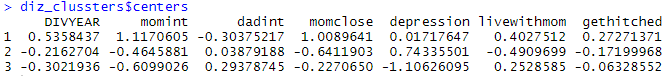 > diz_clussters$centers
     DIVYEAR     momint      dadint   momclose  depression livewithmom  gethitched
1  0.5358437  1.1170605 -0.30375217  1.0089641  0.01717647   0.4027512  0.27271371
2 -0.2162704 -0.4645881  0.03879188 -0.6411903  0.74335501  -0.4909699 -0.17199968
3 -0.3021936 -0.6099026  0.29378745 -0.2270650 -1.10626095   0.2528585 -0.06328552